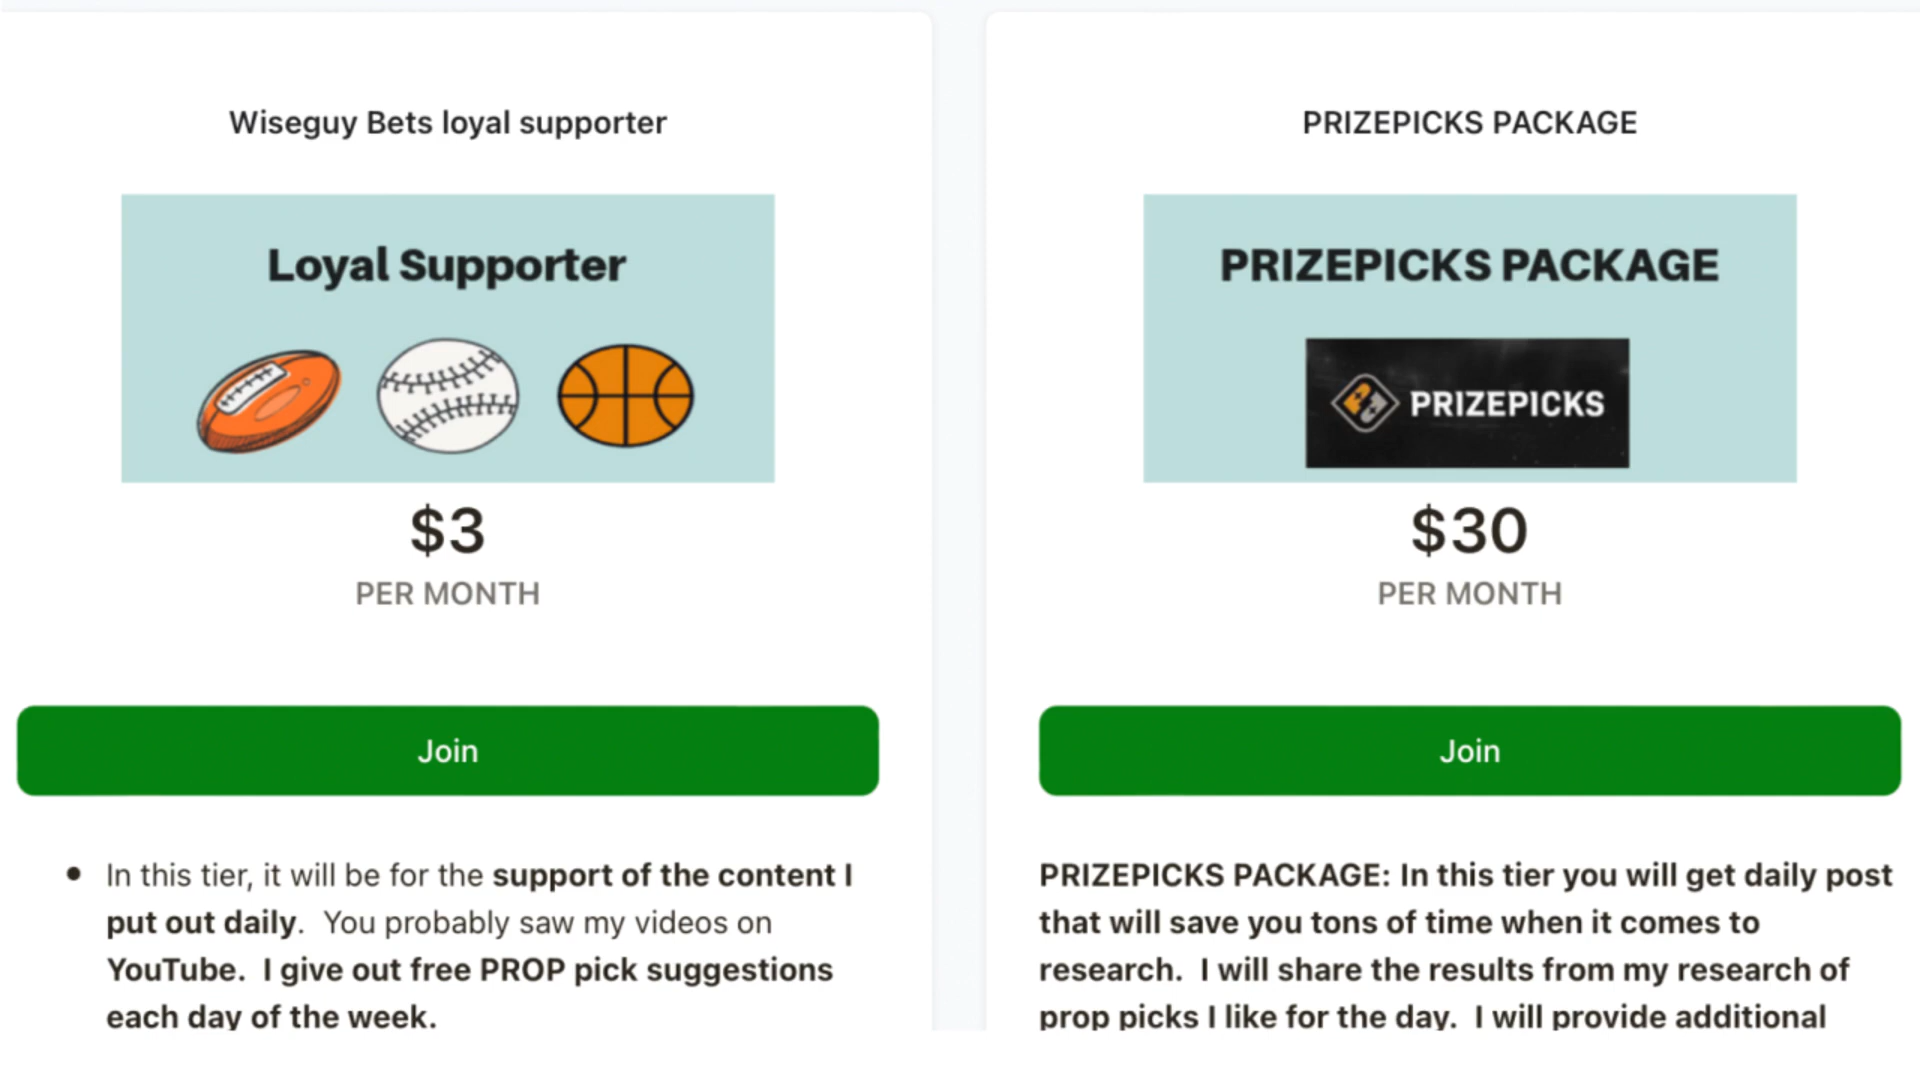 Wiseguy Bets loyal supporter
Loyal Supporter
$3
PER MONTH
Join
• In this tier, it will be for the support of the content I
put out daily.  You probably saw my videos on
YouTube.  I give out free PROP pick suggestions
each day of the week.
PRIZEPICKS PACKAGE
PRIZEPICKS PACKAGE
PRIZEPICKS
$30
PER MONTH
Join
PRIZEPICKS PACKAGE: In this tier you will get daily post
that will save you tons of time when it comes to
research.  I will share the results from my research of
prop picks I like for the day.  I will provide additional